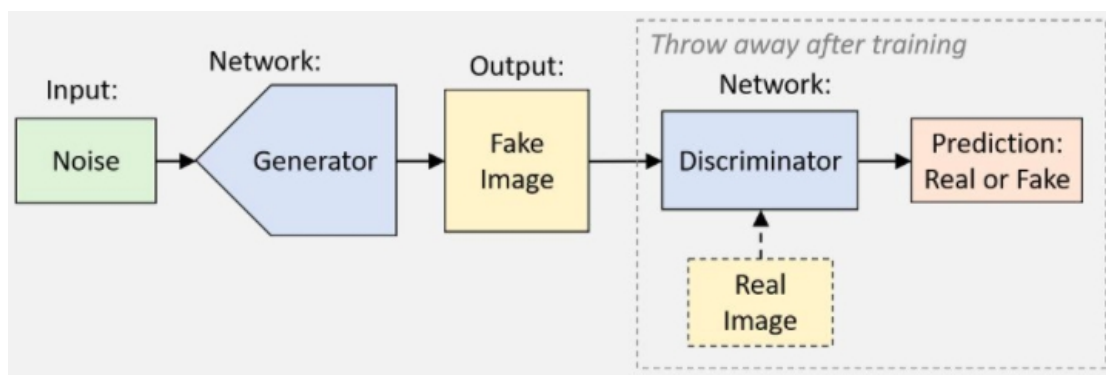 Throw away after training
Network:
Output:
Network:
Input:
Noise
Generator
Fake
Image
Discriminator
Prediction:
Real or Fake
Real
Image